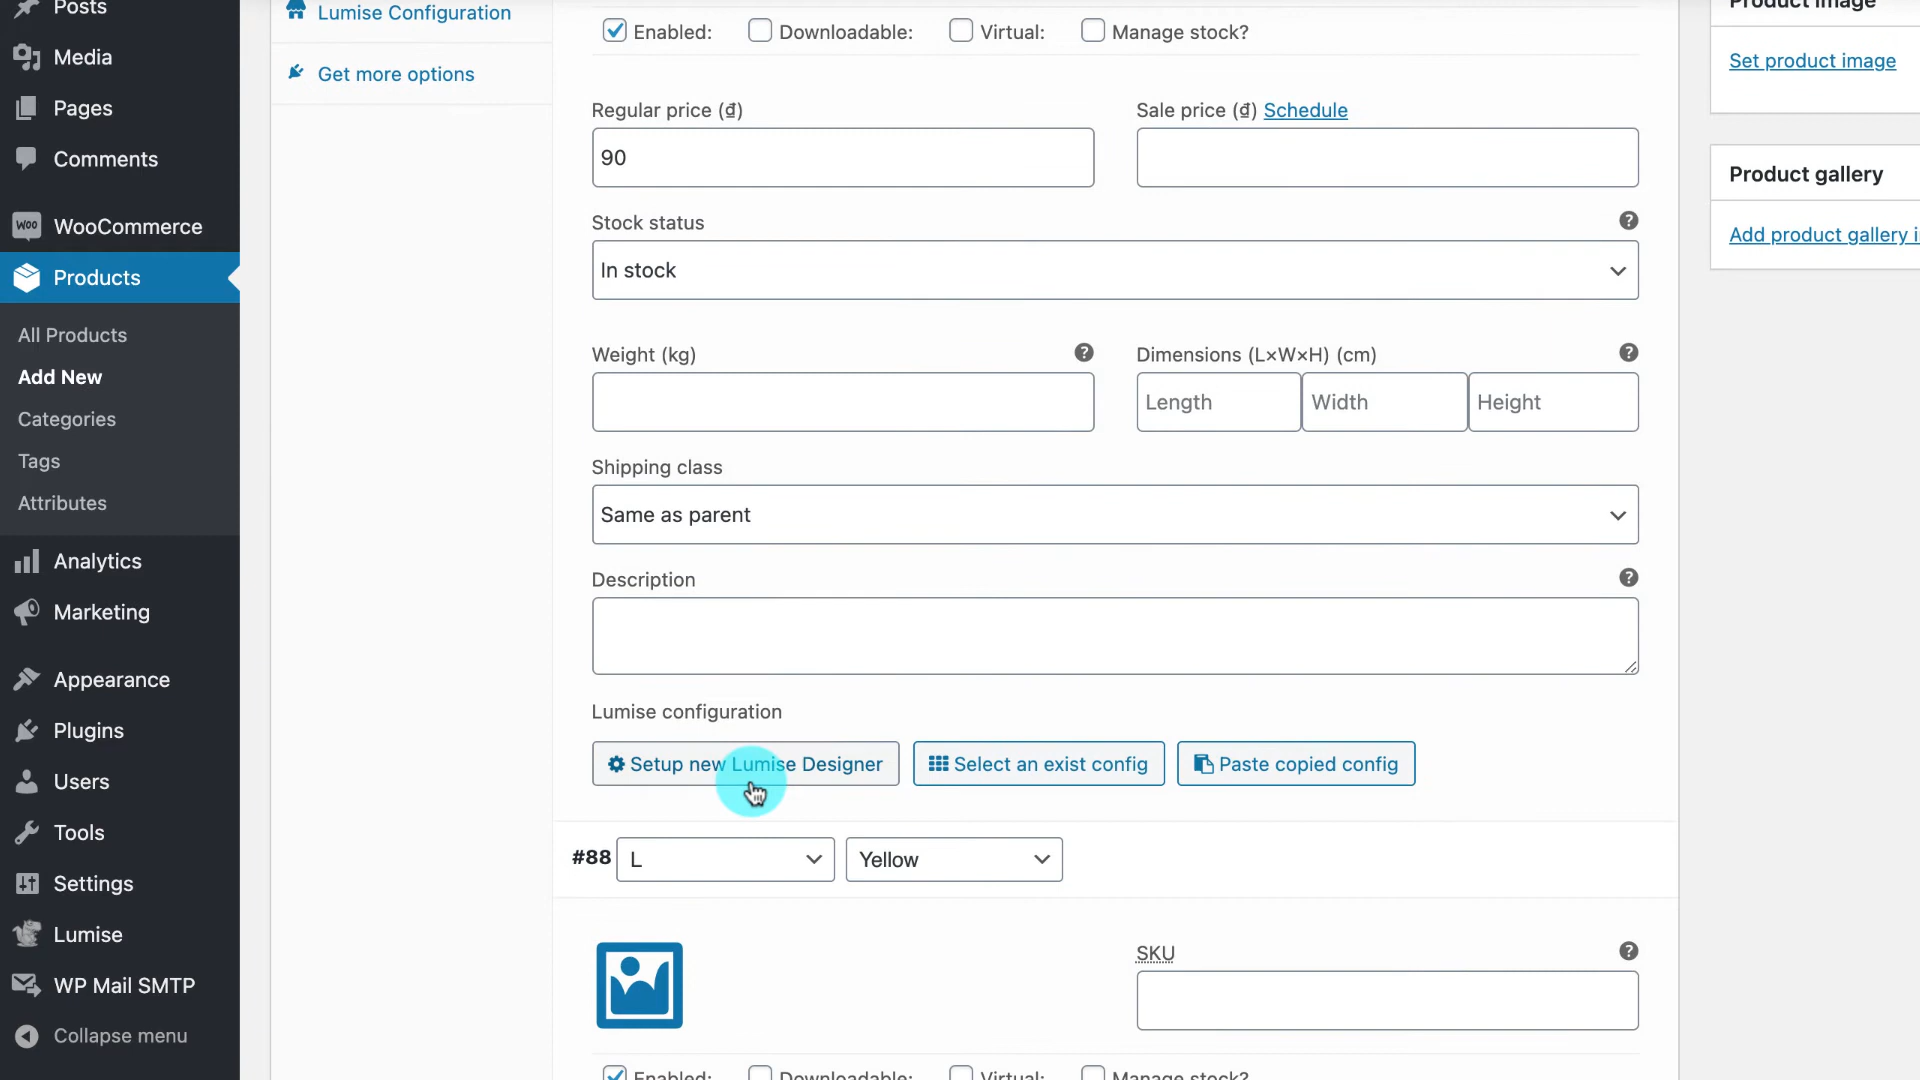 Posts
Media
Pages
Comments
WooCommerce
Products
All Products
Add New
Categories
Tags
Attributes
Analytics
Marketing
Appearance
Plugins
Users
Tools
Settings
Lumise
WP Mail SMTP
Collapse menu
Lumise Configuration
Get more options
Enabled: Downloadable: Virtual: Manage stock?
Regular price (₫) Sale price (₫) Schedule
90
Stock status
In stock
Weight (kg) Dimensions (L×W×H) (cm)
Length Width Height
Shipping class
Same as parent
Description
Lumise configuration
Setup new Lumise Designer Select an exist config Paste copied config
#88 L Yellow
SKU
Enabled: Downloadable: Virtual: Manage stock?
Product image
Set product image
Product gallery
Add product gallery i